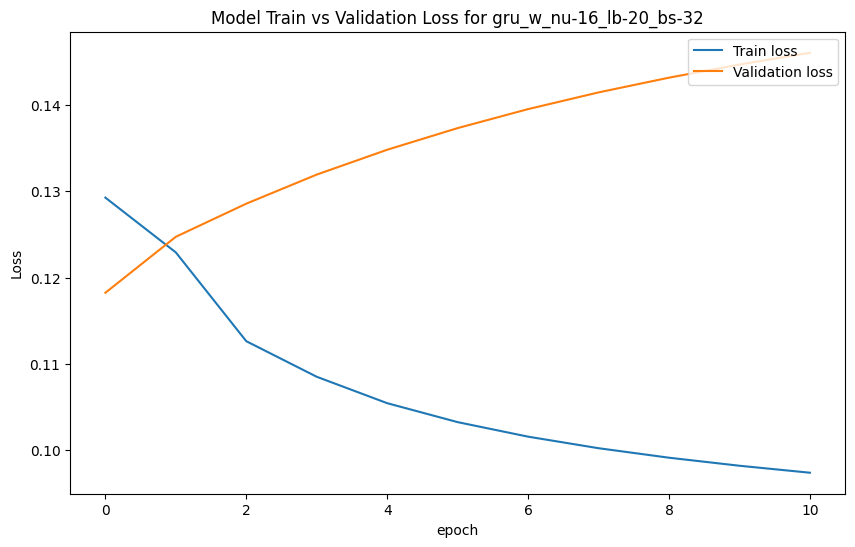 Model Train vs Validation Loss for gru_w_nu-16_lb-20_bs-32
Train loss
Validation loss
0.14
0.13
0.12
0.11
0.10
Loss
0 2 4 6 8 10
epoch